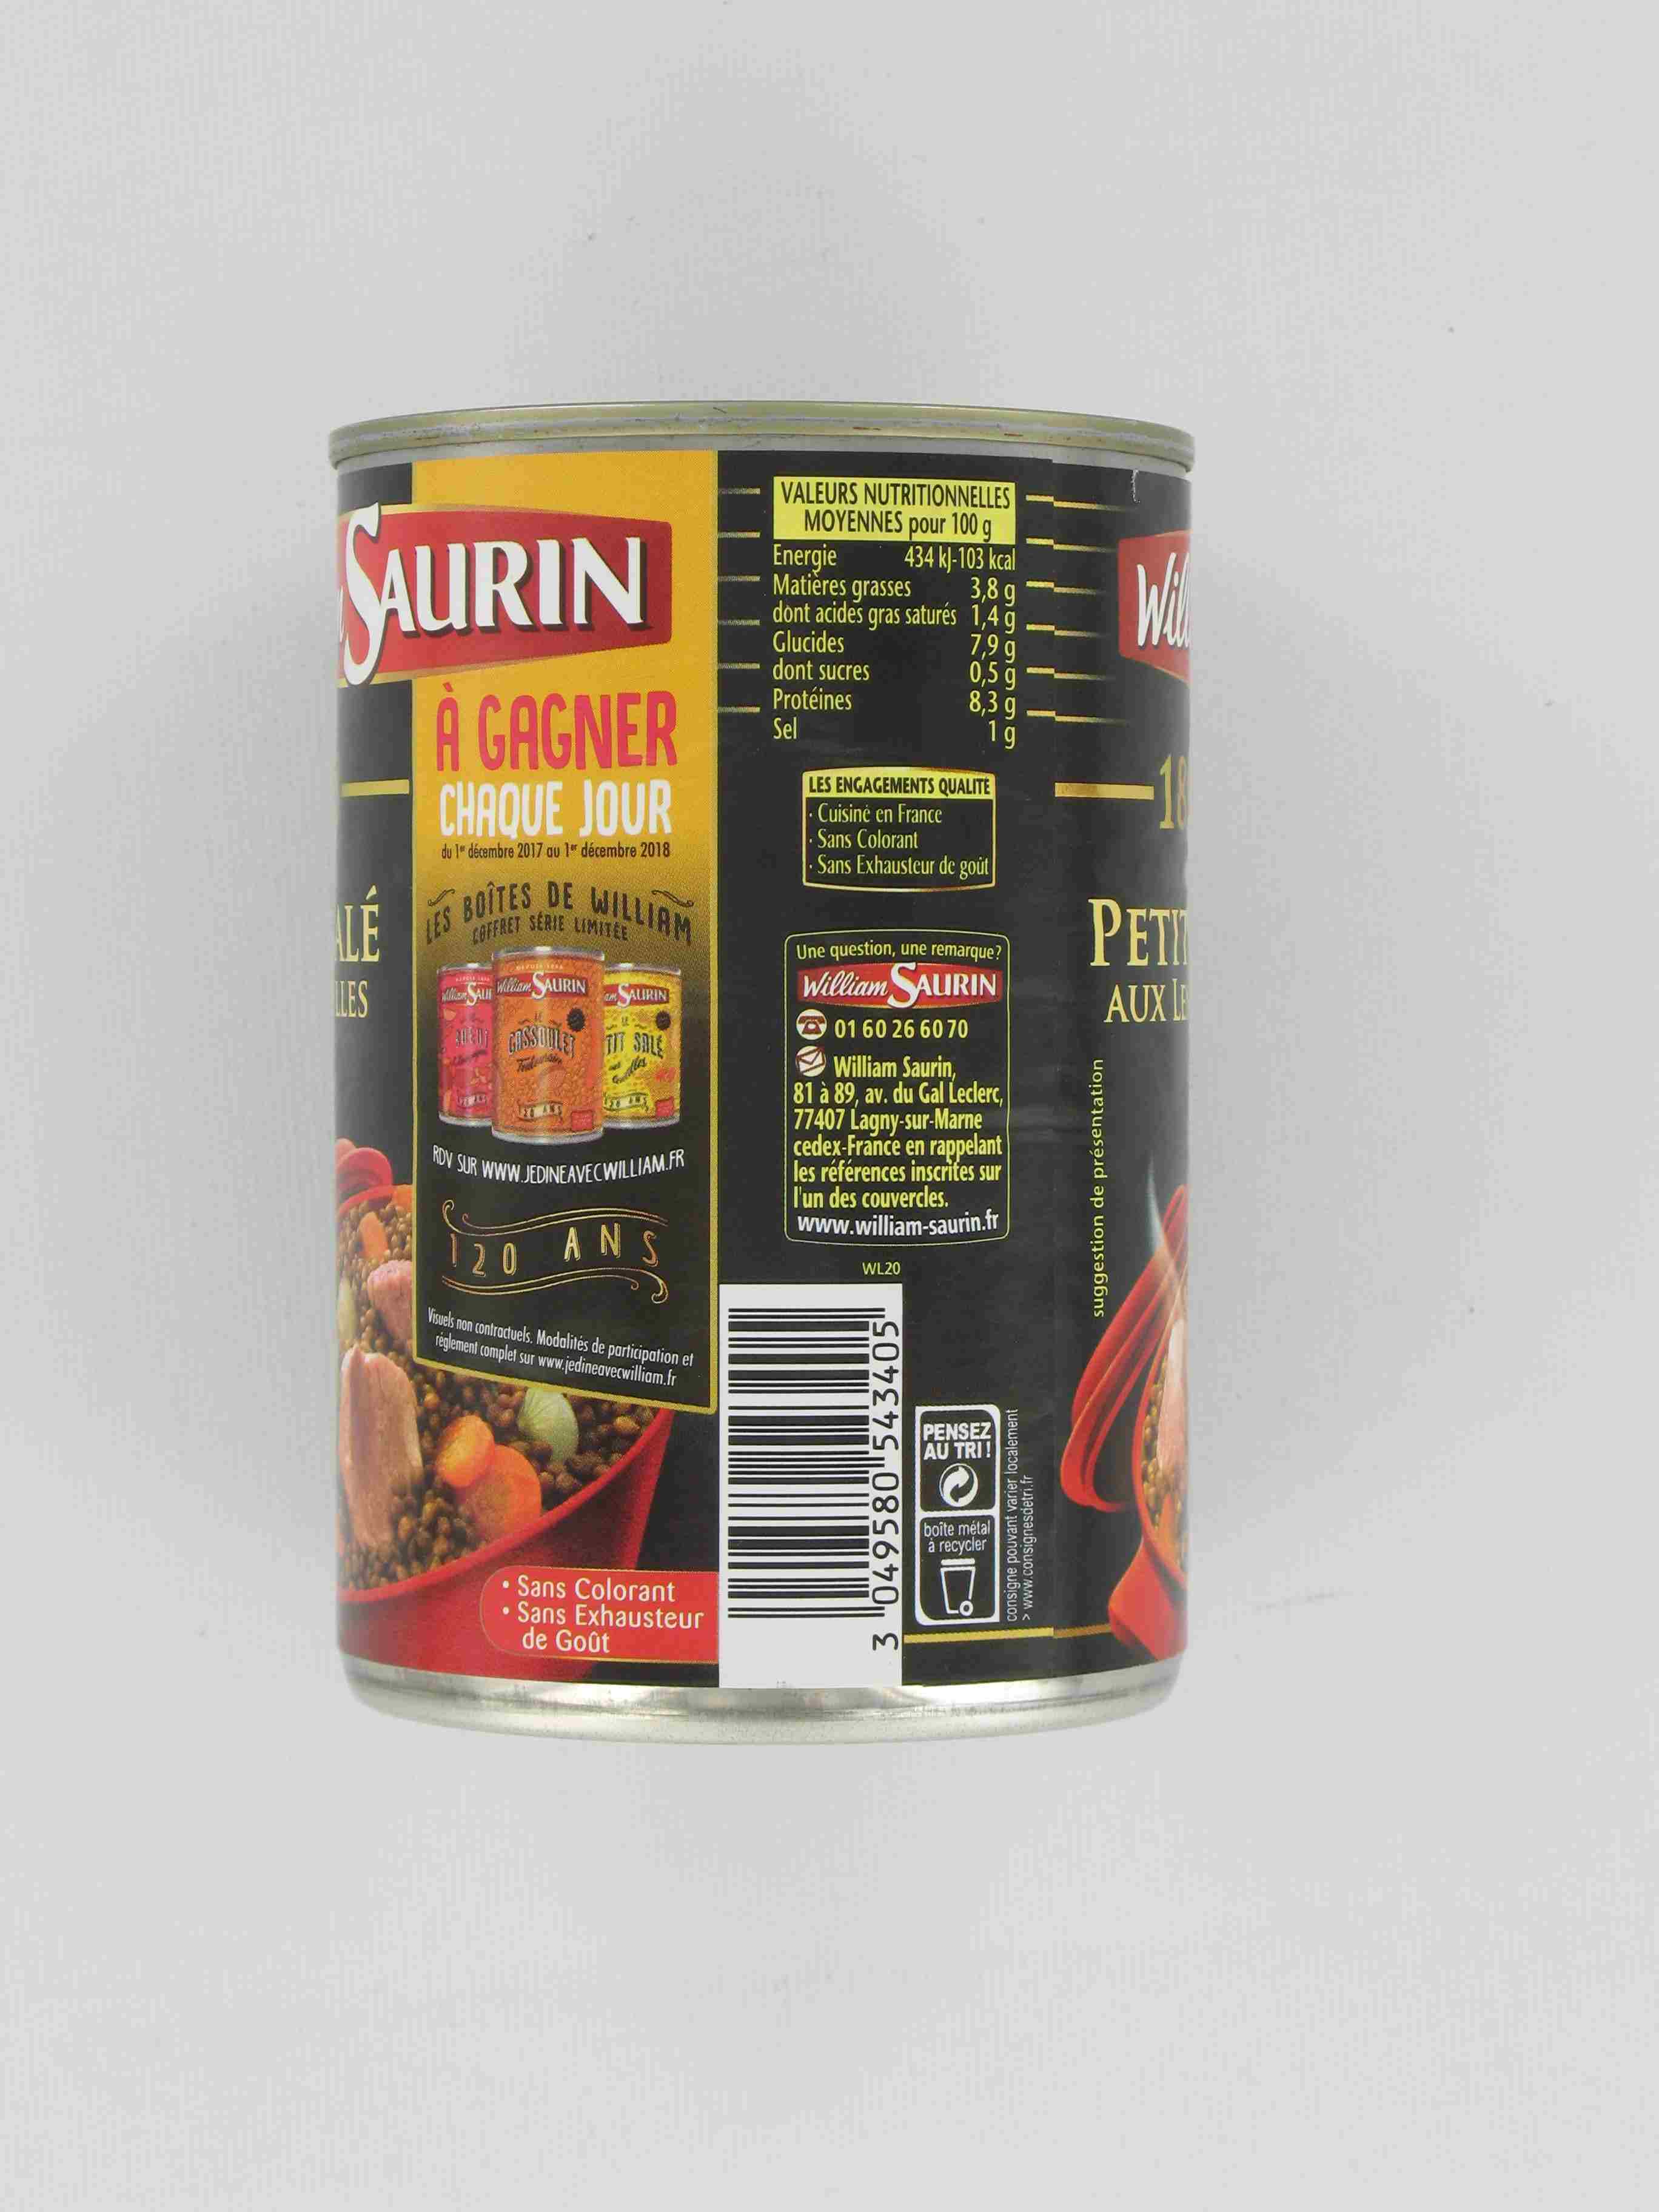 SAURIN
À GAGNER
CHAQUE JOUR
du 1er décembre 2017 au 1er décembre 2018
LES BOÎTES DE WILLIAM
COFFRET SÉRIE LIMITÉE
William SAURIN
SAURIN
CASSOULET
SALÉ
RDV SUR WWW.JEDINEAVECWILLIAM.FR
120 ANS
Visuels non contractuels. Modalités de participation et
règlement complet sur www.jedineavecwilliam.fr
ALÉ
LLES
• Sans Colorant
• Sans Exhausteur
de Goût
VALEURS NUTRITIONNELLES
MOYENNES pour 100 g
Energie 434 kJ-103 kcal
Matières grasses 3,8 g
dont acides gras saturés 1,4 g
Glucides 7,9 g
dont sucres 0,5 g
Protéines 8,3 g
Sel 1 g
LES ENGAGEMENTS QUALITÉ
· Cuisiné en France
· Sans Colorant
· Sans Exhausteur de goût
Une question, une remarque?
William SAURIN
01 60 26 60 70
William Saurin,
81 à 89, av. du Gal Leclerc,
77407 Lagny-sur-Marne
cedex-France en rappelant
les références inscrites sur
l'un des couvercles.
www.william-saurin.fr
WL20
3 049580 543405
PENSEZ
AU TRI !
boîte métal
à recycler
consigne pouvant varier localement
> www.consignesdetri.fr
Will
18
PETIT
AUX LE
suggestion de présentation